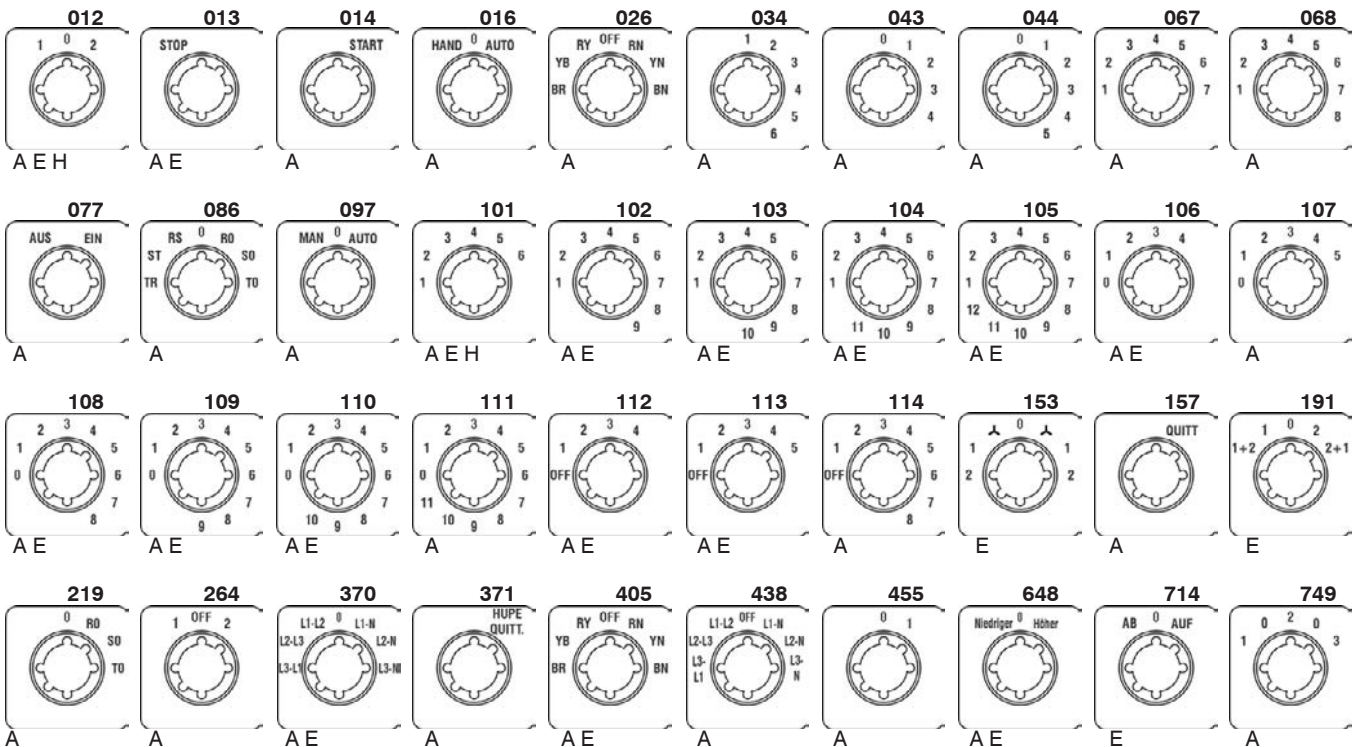 012 013 014 016 026 034 043 044 067 068
1 0 2
STOP
START
HAND 0 AUTO
BR YB RY OFF RN YN BN
1 2 3 4 5 6
0 1 2 3 4
0 1 2 3 4 5
1 2 3 4 5 6 7
1 2 3 4 5 6 7 8
A E H A E A A A A A A A A
077 086 097 101 102 103 104 105 106 107
AUS EIN
TR ST RS 0 R0 S0 T0
MAN 0 AUTO
1 2 3 4 5 6
1 2 3 4 5 6 7 8 9
1 2 3 4 5 6 7 8 9 10
1 2 3 4 5 6 7 8 9 10 11
1 2 3 4 5 6 7 8 9 10 11 12
0 1 2 3 4
0 1 2 3 4 5
A A A A E H A E A E A E A E A E A
108 109 110 111 112 113 114 153 157 191
0 1 2 3 4 5 6 7 8
0 1 2 3 4 5 6 7 8 9
0 1 2 3 4 5 6 7 8 9 10
0 1 2 3 4 5 6 7 8 9 10 11
OFF 1 2 3 4
OFF 1 2 3 4 5
OFF 1 2 3 4 5 6 7 8
2 1 0 1 2
QUITT
1+2 1 0 2 2+1
A E A E A E A A E A E A E A E
219 264 370 371 405 438 455 648 714 749
0 R0 S0 T0
1 OFF 2
L3-L1 L2-L3 L1-L2 0 L1-N L2-N L3-N
HUPE
QUITT.
BR YB RY OFF RN YN BN
L3-L1 L2-L3 L1-L2 OFF L1-N L2-N L3-N
0 1
Niedriger 0 Höher
AB 0 AUF
1 0 2 0 3
A A A E A A E A A A E E A